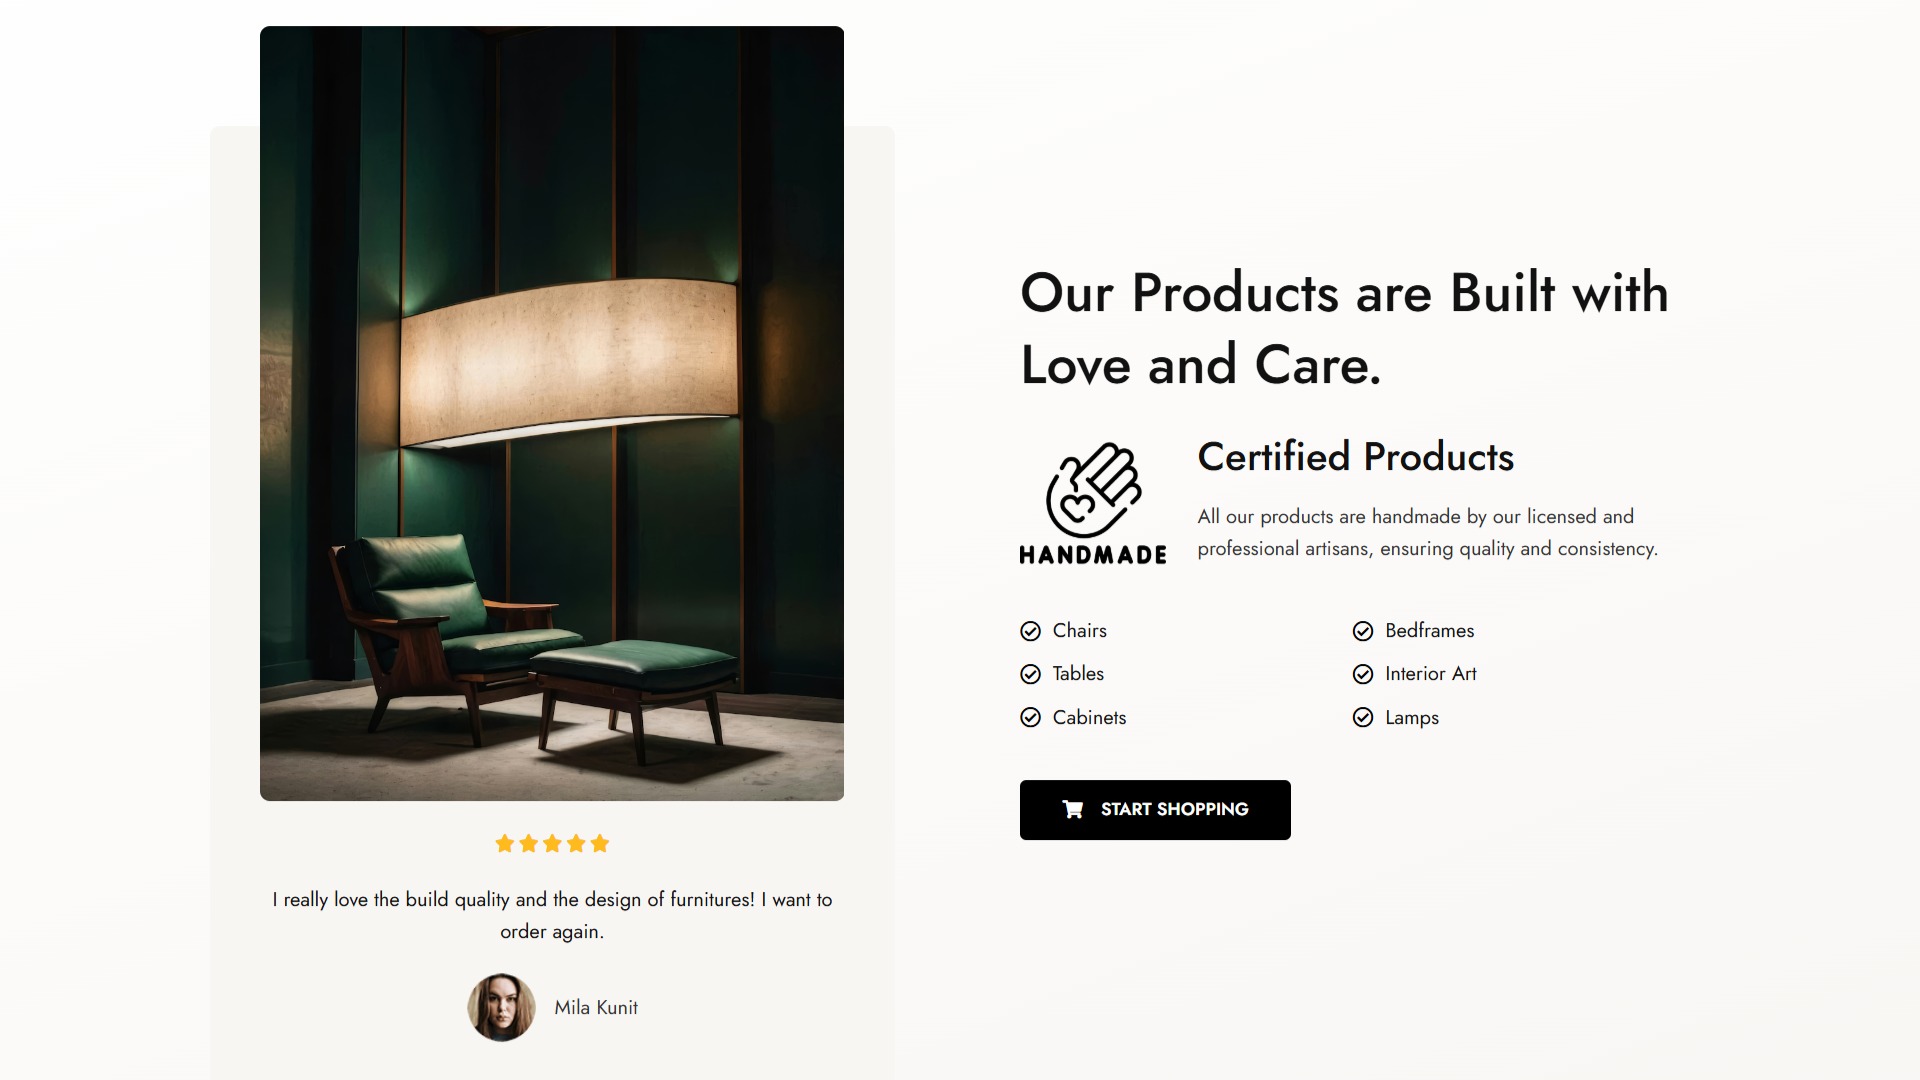 Our Products are Built with
Love and Care.
HANDMADE
Certified Products
All our products are handmade by our licensed and
professional artisans, ensuring quality and consistency.
Chairs
Tables
Cabinets
Bedframes
Interior Art
Lamps
START SHOPPING
I really love the build quality and the design of furnitures! I want to
order again.
Mila Kunit